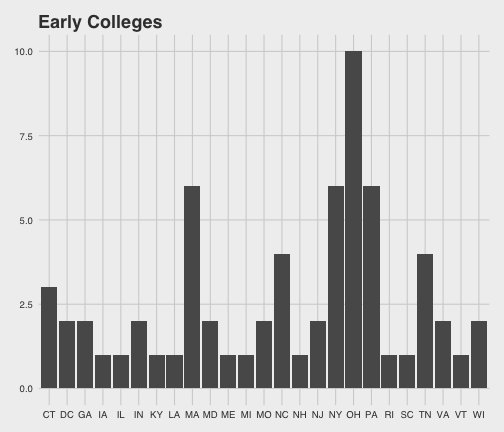 Early Colleges
10.0
7.5
5.0
2.5
0.0
CT DC GA IA IL IN KY LA MA MD ME MI MO NC NH NJ NY OH PA RI SC TN VA VT WI